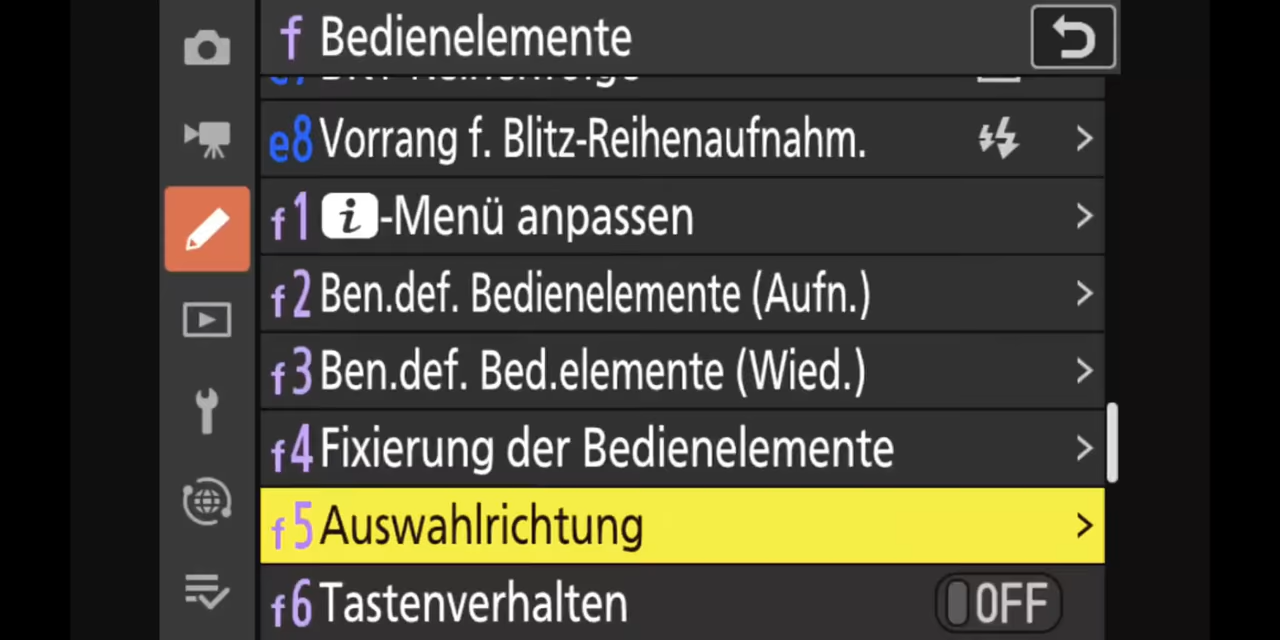 f Bedienelemente
e8 Vorrang f. Blitz-Reihenaufnahm.
f1 i-Menü anpassen
f2 Ben.def. Bedienelemente (Aufn.)
f3 Ben.def. Bed.elemente (Wied.)
f4 Fixierung der Bedienelemente
f5 Auswahlrichtung
f6 Tastenverhalten OFF